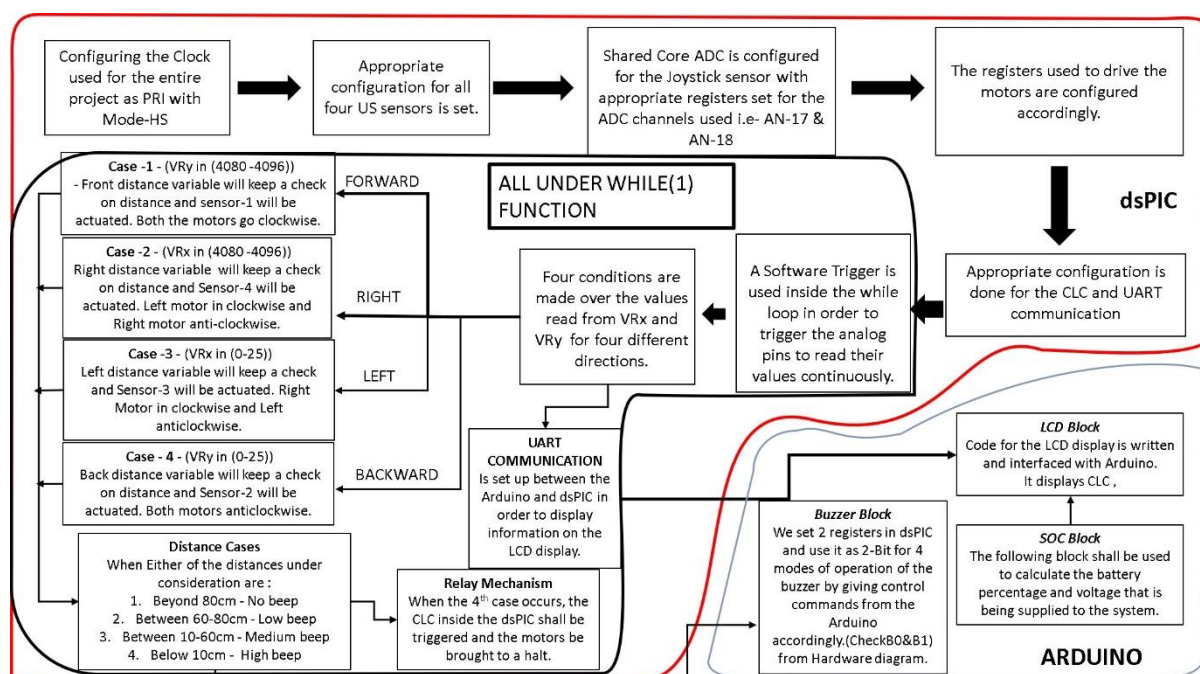 Configuring the Clock
used for the entire
project as PRI with
Mode-HS
Appropriate
configuration for all
four US sensors is set.
Shared Core ADC is configured
for the Joystick sensor with
appropriate registers set for the
ADC channels used i.e- AN-17 &
AN-18
The registers used to drive the
motors are configured
accordingly.
dsPIC
Appropriate configuration is
done for the CLC and UART
communication
ALL UNDER WHILE(1)
FUNCTION
A Software Trigger is
used inside the while
loop in order to
trigger the analog
pins to read their
values continuously.
Four conditions are
made over the values
read from VRx and
VRy for four different
directions.
FORWARD
RIGHT
LEFT
BACKWARD
Case -1 - (VRy in (4080 -4096))
- Front distance variable will keep a check
on distance and sensor-1 will be
actuated. Both the motors go clockwise.
Case -2 - (VRx in (4080-4096))
Right distance variable will keep a check
on distance and Sensor-4 will be
actuated. Left motor in clockwise and
Right motor anti-clockwise.
Case -3 - (VRx in (0-25))
Left distance variable will keep a check
and Sensor-3 will be actuated. Right
Motor in clockwise and Left
anticlockwise.
Case - 4 - (VRy in (0-25))
Back distance variable will keep a check
on distance and Sensor-2 will be
actuated. Both motors anticlockwise.
Distance Cases
When Either of the distances under
consideration are :
1. Beyond 80cm - No beep
2. Between 60-80cm - Low beep
3. Between 10-60cm - Medium beep
4. Below 10cm - High beep
Relay Mechanism
When the 4th case occurs, the
CLC inside the dsPIC shall be
triggered and the motors be
brought to a halt.
UART
COMMUNICATION
Is set up between the
Arduino and dsPIC in
order to display
information on the
LCD display.
Buzzer Block
We set 2 registers in dsPIC
and use it as 2-Bit for 4
modes of operation of the
buzzer by giving control
commands from the
Arduino
accordingly.(CheckB0&B1)
from Hardware diagram.
LCD Block
Code for the LCD display is written
and interfaced with Arduino.
It displays CLC ,
SOC Block
The following block shall be used
to calculate the battery
percentage and voltage that is
being supplied to the system.
ARDUINO